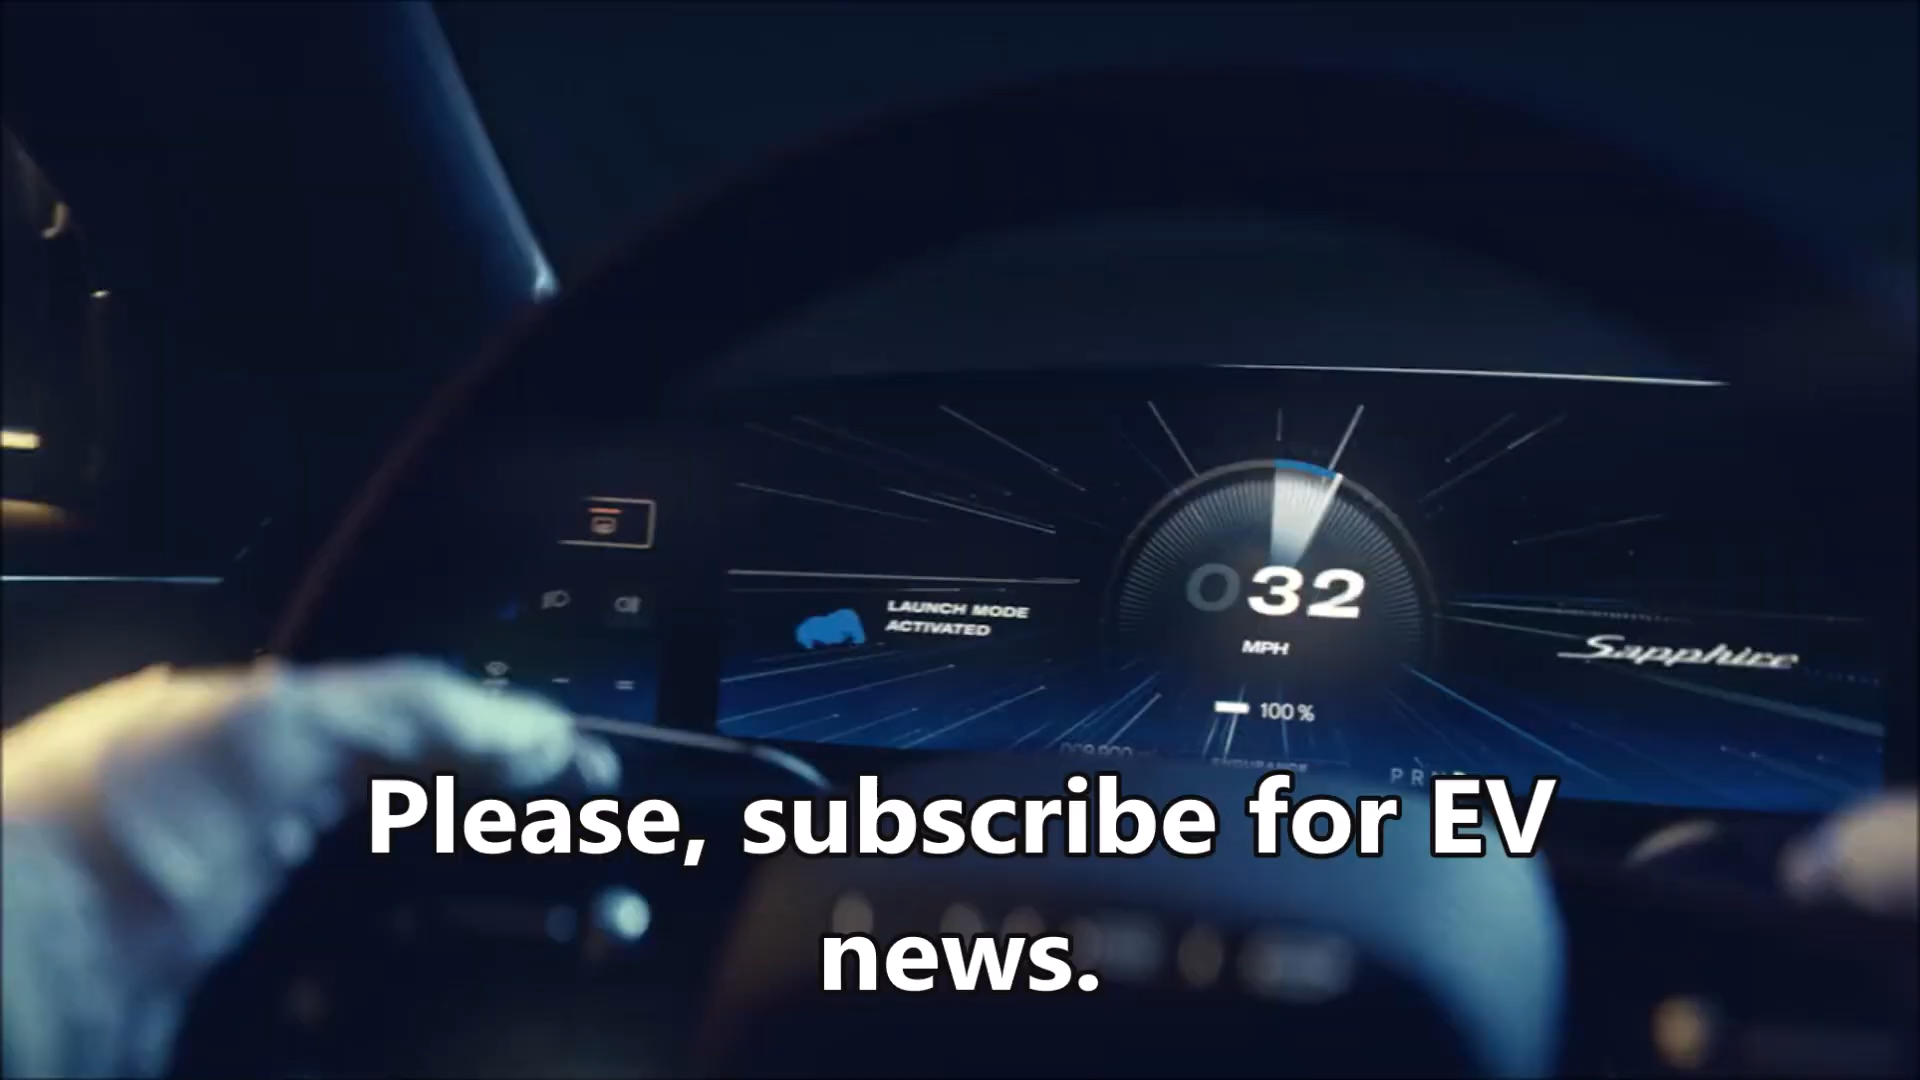 LAUNCH MODE
ACTIVATED
032
MPH
100 %
Sapphire
Please, subscribe for EV
news.